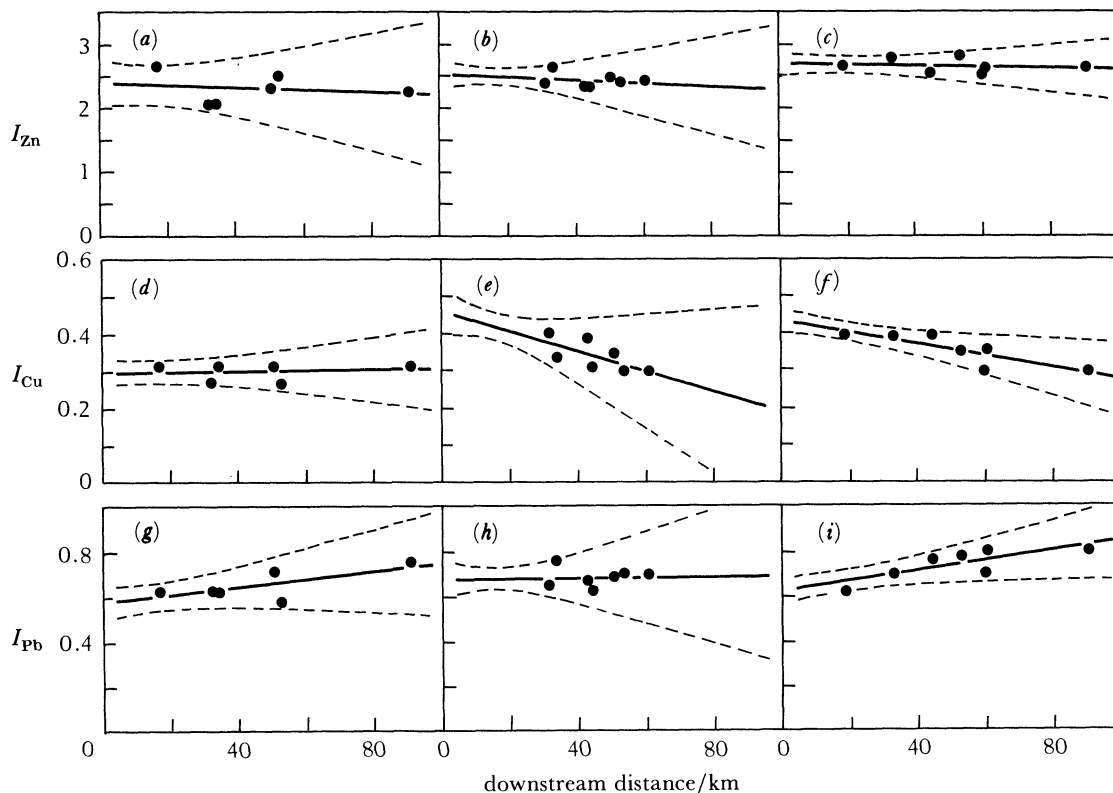 (a) (b) (c)
3
2
I_Zn
1
0
0.6
(d) (e) (f)
0.4
I_Cu
0.2
0
(g) (h) (i)
0.8
I_Pb 0.4
0 40 80 0 40 80 0 40 80
downstream distance/km